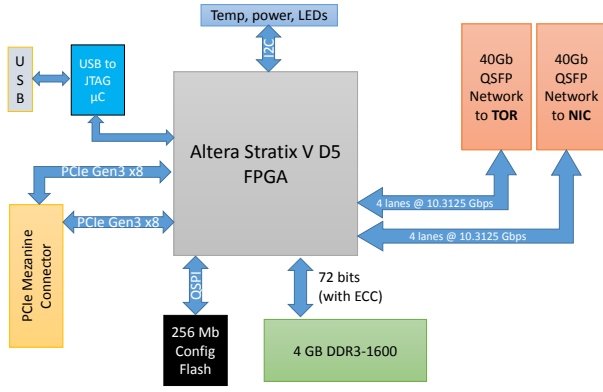 Temp, power, LEDs
I2C
U
S
B
USB to
JTAG
µC
40Gb
QSFP
Network
to TOR
40Gb
QSFP
Network
to NIC
Altera Stratix V D5
FPGA
PCIe Gen3 x8
PCIe Gen3 x8
4 lanes @ 10.3125 Gbps
4 lanes @ 10.3125 Gbps
PCIe Mezanine
Connector
QSPI
72 bits
(with ECC)
256 Mb
Config
Flash
4 GB DDR3-1600